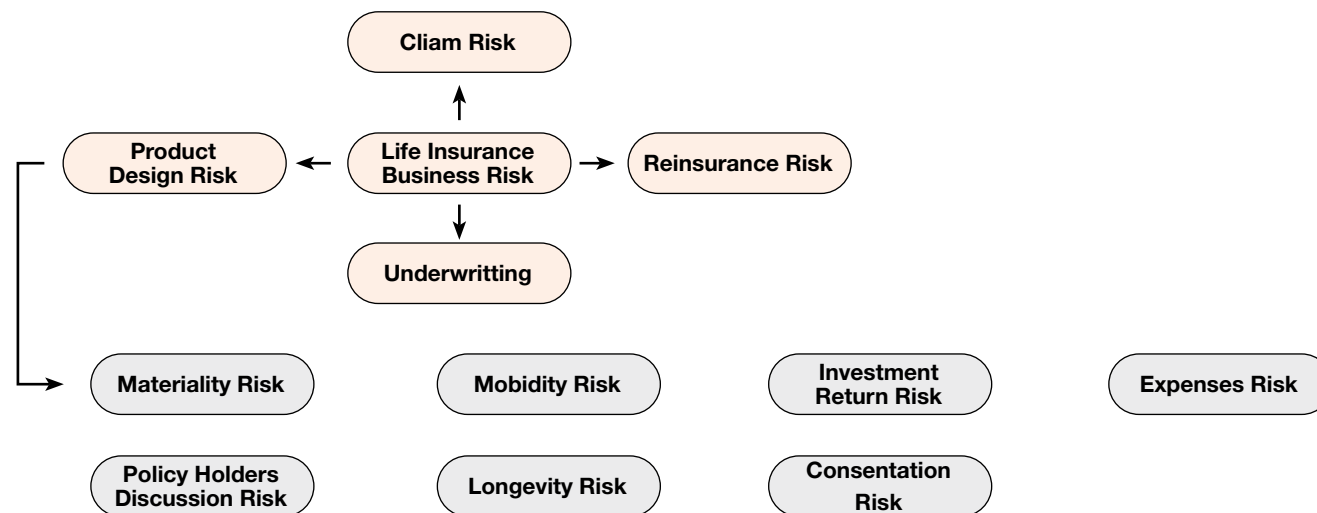 Cliam Risk
Product
Design Risk
Life Insurance
Business Risk
Reinsurance Risk
Underwritting
Materiality Risk
Mobidity Risk
Investment
Return Risk
Expenses Risk
Policy Holders
Discussion Risk
Longevity Risk
Consentation
Risk